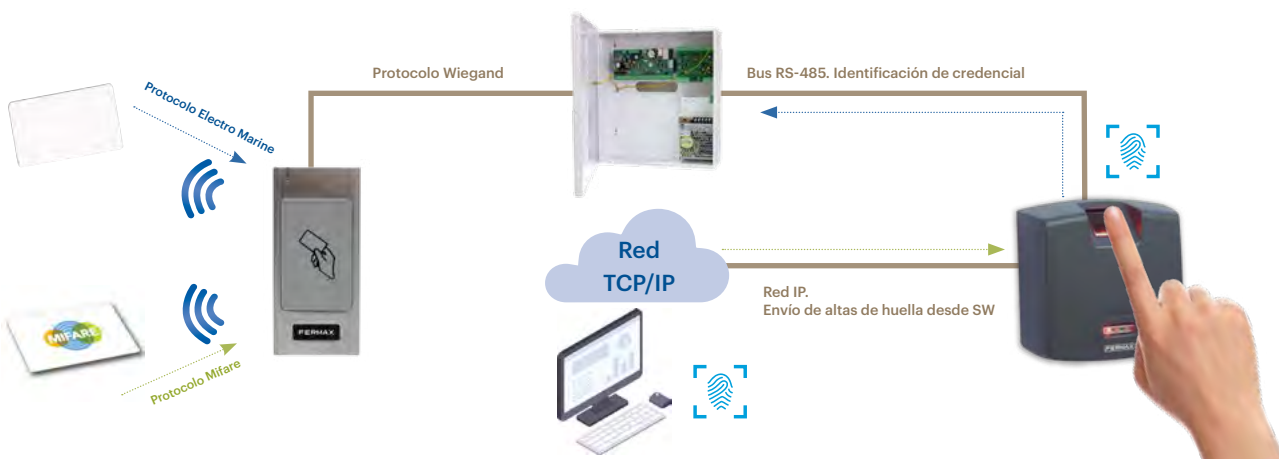 Protocolo Wiegand
Bus RS-485. Identificación de credencial
Protocolo Electro Marine
FERMAX
MIFARE
Protocolo Mifare
Red
TCP/IP
Red IP.
Envío de altas de huella desde SW
FERMAX